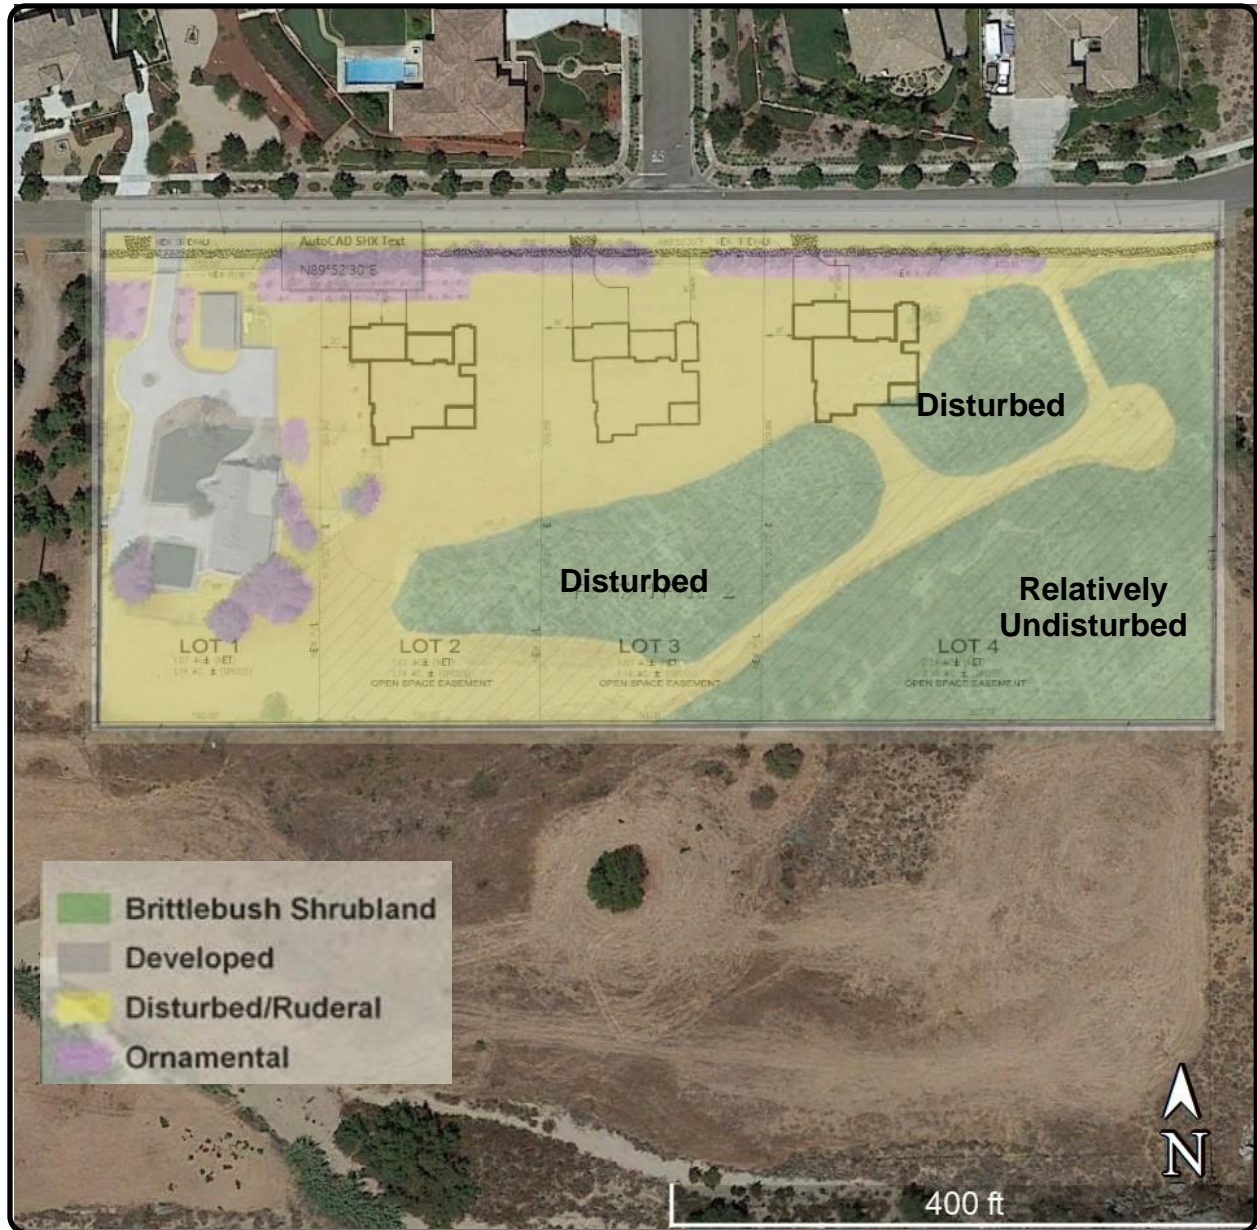 AutoCAD SHX Text
N89°52'30"E
Disturbed
Disturbed
Relatively
Undisturbed
LOT 1
LOT 2
LOT 3
LOT 4
OPEN SPACE EASEMENT
OPEN SPACE EASEMENT
OPEN SPACE EASEMENT
Brittlebush Shrubland
Developed
Disturbed/Ruderal
Ornamental
N
400 ft